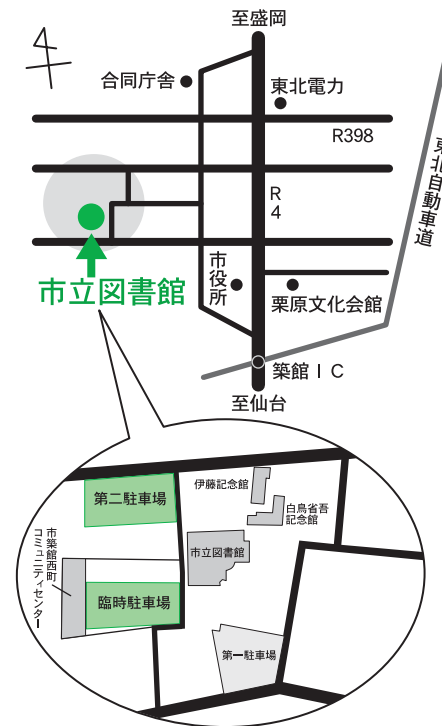 至盛岡
合同庁舎
東北電力
R398
東北自動車道
R
4
市役所
市立図書館
栗原文化会館
築館IC
至仙台
第二駐車場
伊藤記念館
白鳥省吾
記念館
市立図書館
市築館西町
コミュニティセンター
臨時駐車場
第一駐車場